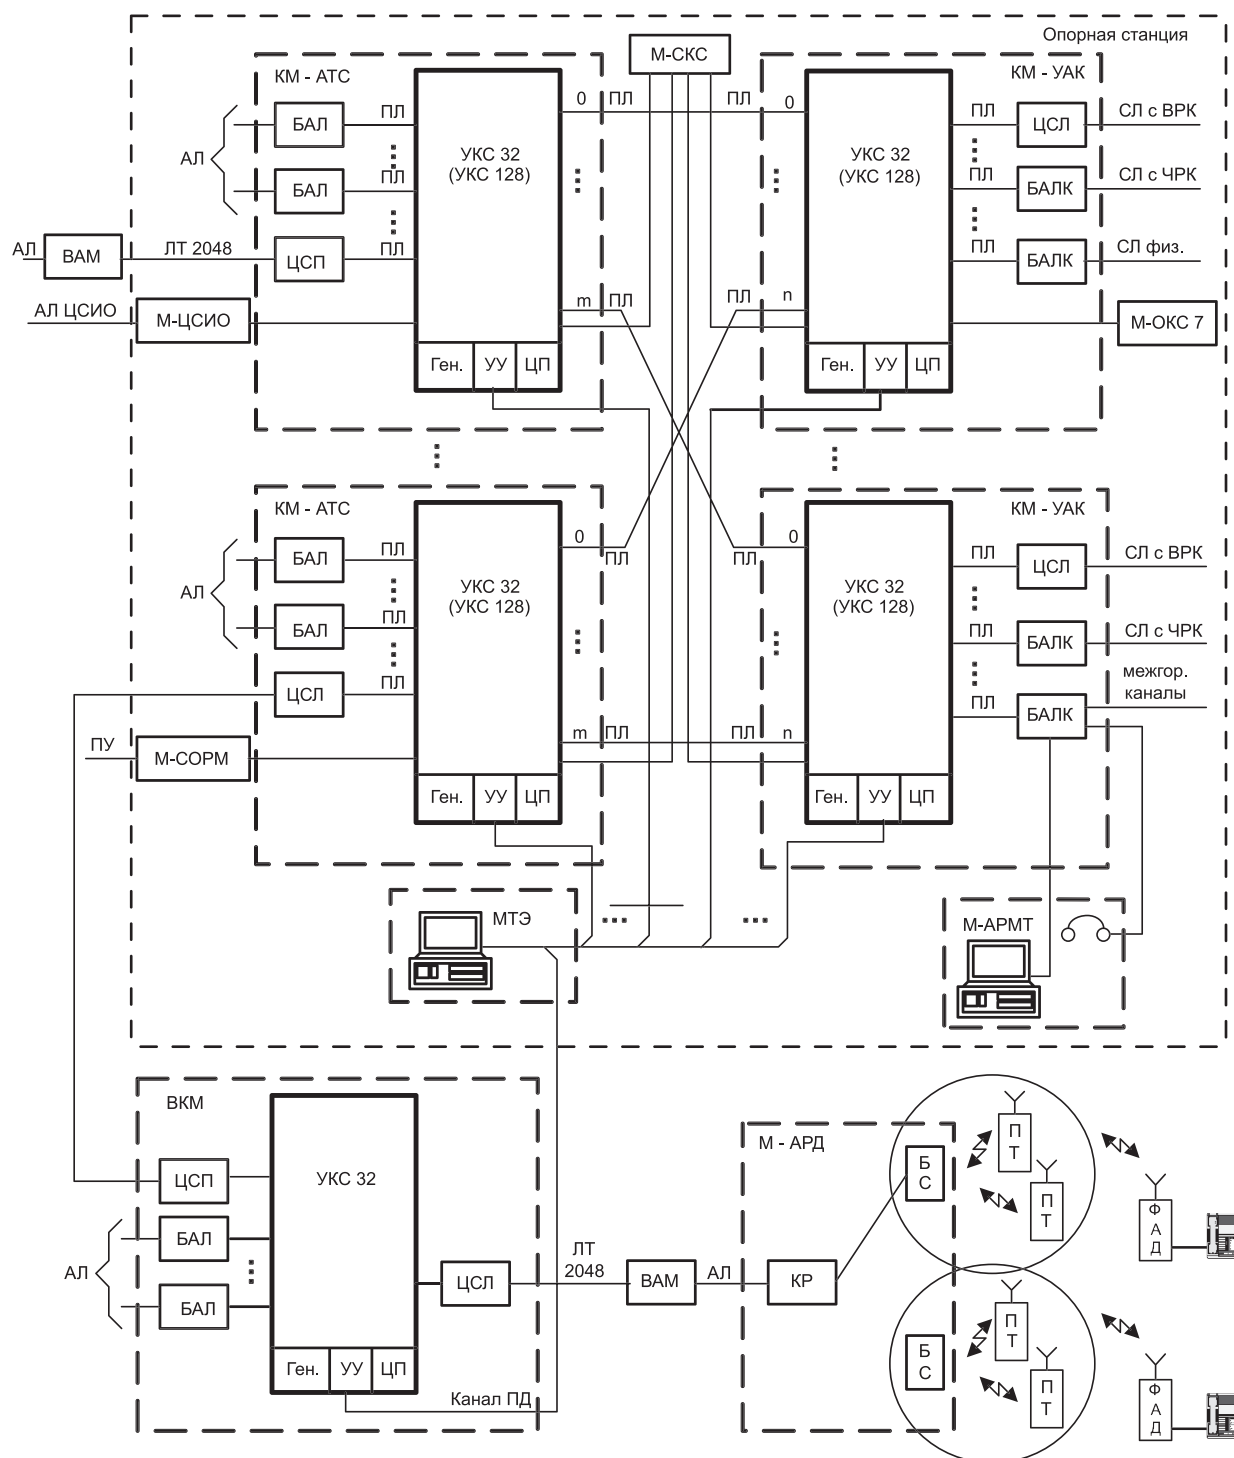 Опорная станция
М-СКС
КМ - АТС
КМ - УАК
БАЛ
ПЛ
0
ПЛ
ПЛ
0
ПЛ
ЦСЛ
СЛ с ВРК
АЛ
УКС 32
(УКС 128)
УКС 32
(УКС 128)
БАЛ
ПЛ
ПЛ
БАЛК
СЛ с ЧРК
АЛ
ВАМ
ЛТ 2048
ЦСП
ПЛ
ПЛ
БАЛК
СЛ физ.
АЛ ЦСИО
М-ЦСИО
m
ПЛ
ПЛ
n
М-ОКС 7
Ген.
УУ
ЦП
Ген.
УУ
ЦП
КМ - АТС
КМ - УАК
БАЛ
ПЛ
0
ПЛ
ПЛ
0
ПЛ
ЦСЛ
СЛ с ВРК
АЛ
УКС 32
(УКС 128)
УКС 32
(УКС 128)
БАЛ
ПЛ
ПЛ
БАЛК
СЛ с ЧРК
ЦСЛ
ПЛ
ПЛ
БАЛК
межгор.
каналы
ПУ
М-СОРМ
m
ПЛ
ПЛ
n
Ген.
УУ
ЦП
Ген.
УУ
ЦП
МТЭ
М-АРМТ
ВКМ
УКС 32
ЦСП
БАЛ
АЛ
БАЛ
ЦСЛ
ЛТ
2048
ВАМ
АЛ
Ген.
УУ
ЦП
Канал ПД
М - АРД
КР
Б
С
П
Т
П
Т
Ф
А
Д
Б
С
П
Т
П
Т
Ф
А
Д